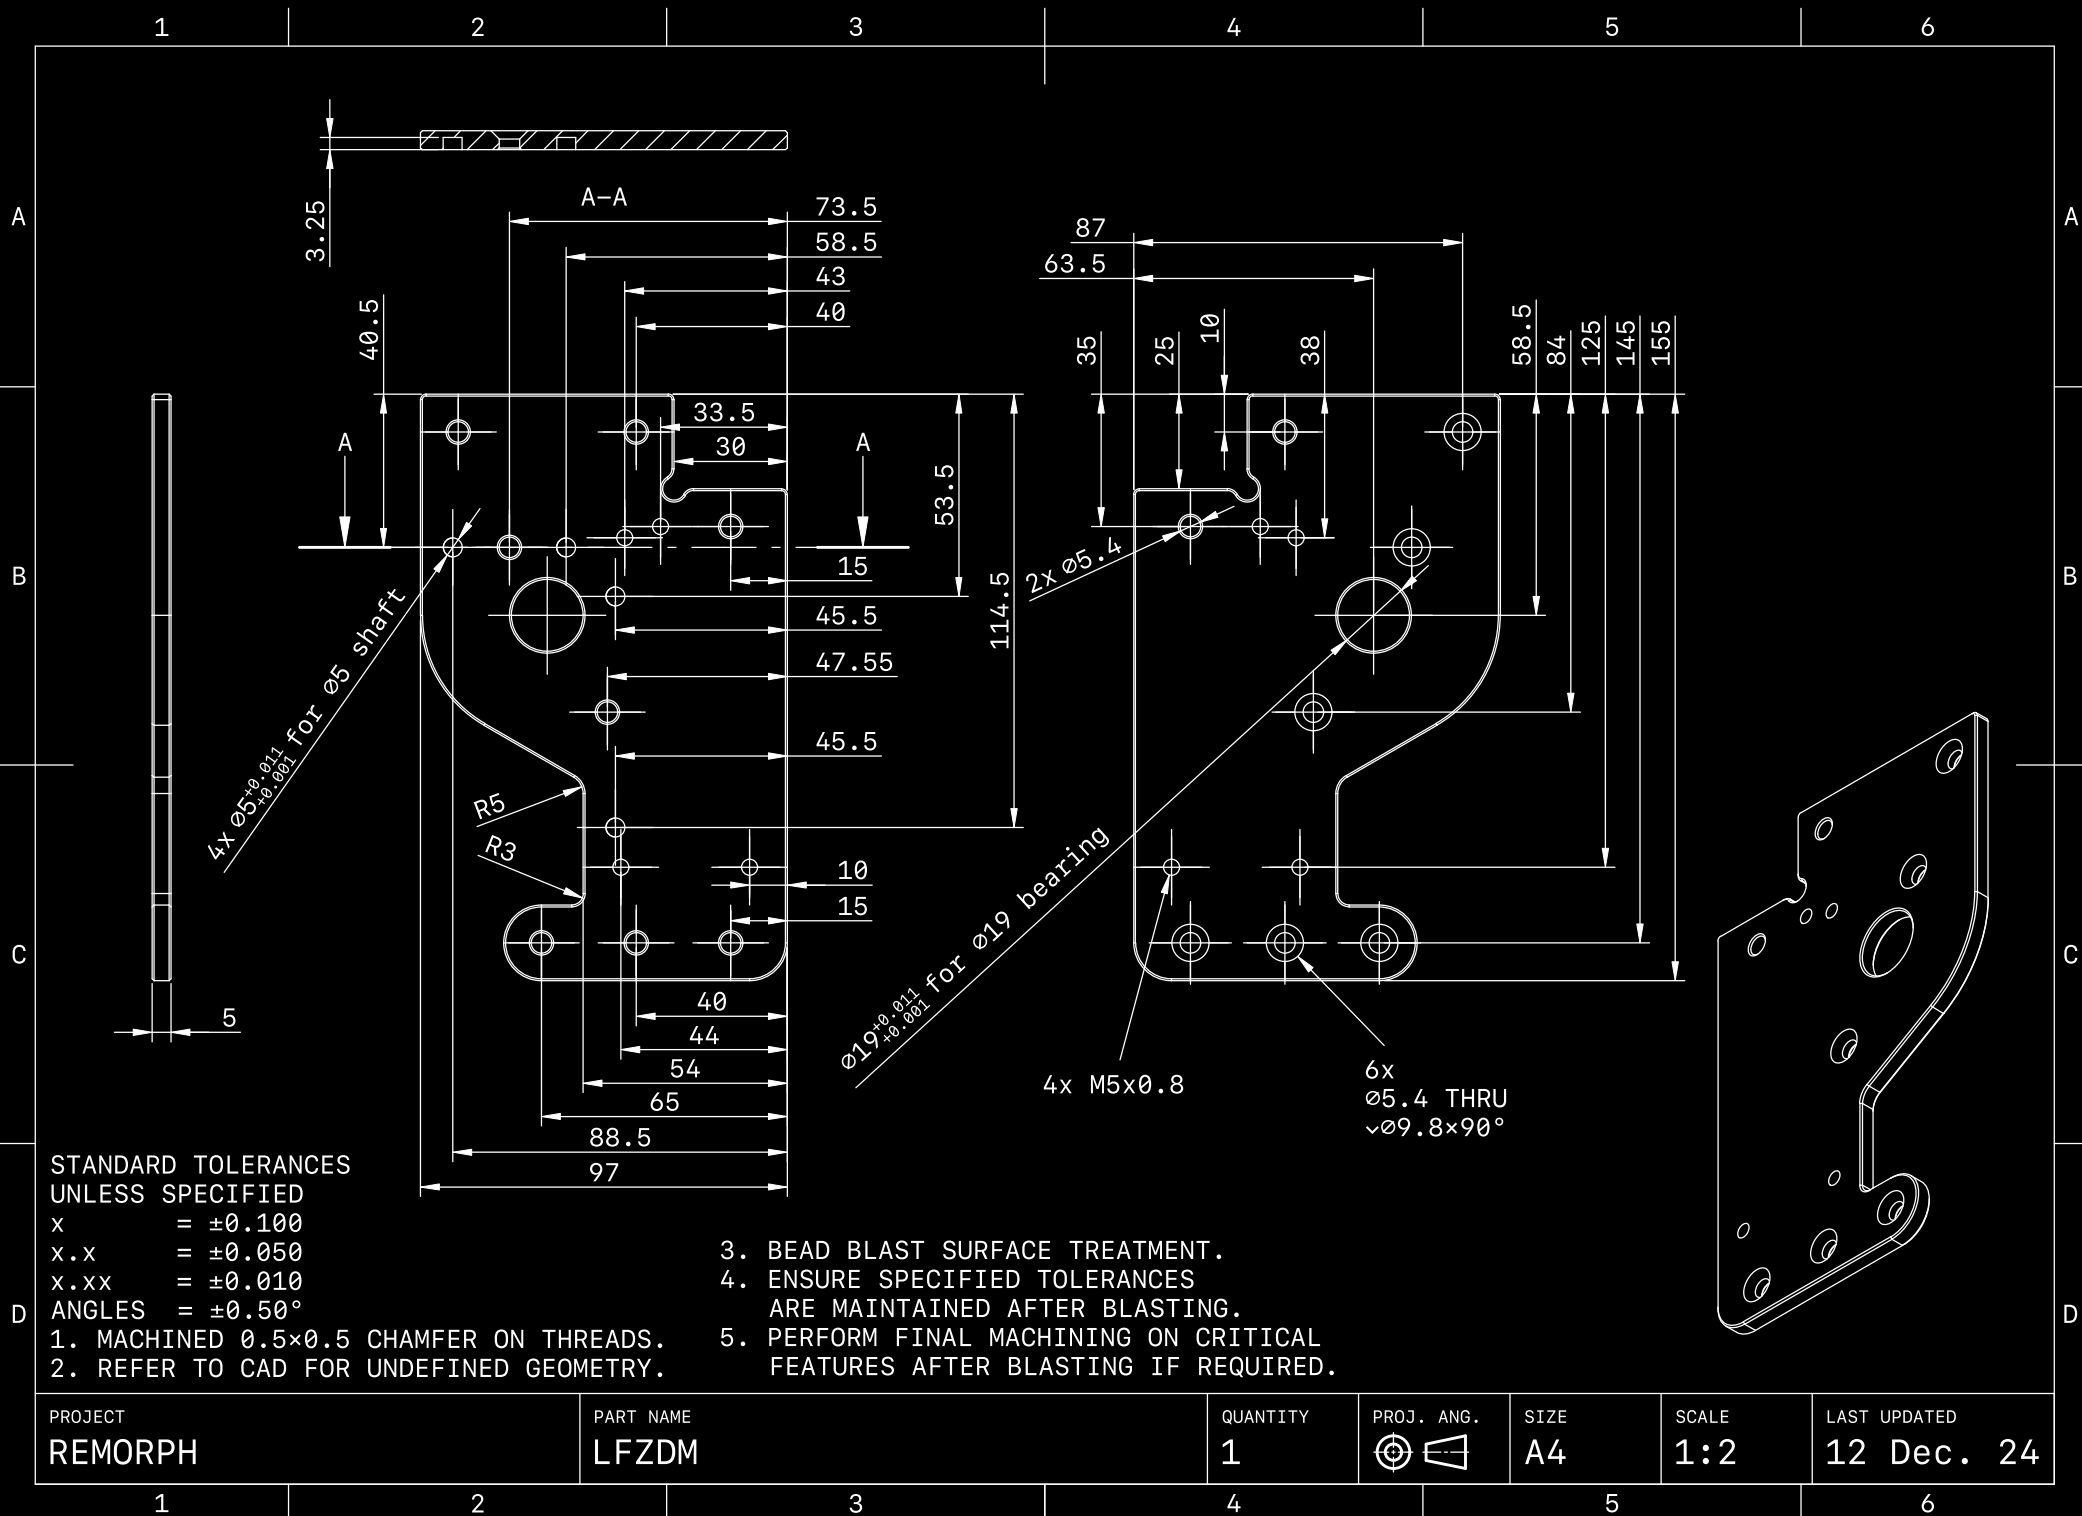 1 2 3 4 5 6
A
B
C
D
A
B
C
D
3.25
A–A
73.5
58.5
43
40
40.5
33.5
30
A
A
53.5
114.5
15
45.5
47.55
45.5
10
15
R5
R3
4x ⌀5 +0.011 +0.001 for ⌀5 shaft
5
40
44
54
65
88.5
97
87
63.5
35
25
10
38
58.5
84
125
145
155
2x ⌀5.4
⌀19 +0.011 +0.001 for ⌀19 bearing
4x M5x0.8
6x
⌀5.4 THRU
⌵⌀9.8×90°
STANDARD TOLERANCES
UNLESS SPECIFIED
x = ±0.100
x.x = ±0.050
x.xx = ±0.010
ANGLES = ±0.50°
1. MACHINED 0.5×0.5 CHAMFER ON THREADS.
2. REFER TO CAD FOR UNDEFINED GEOMETRY.
3. BEAD BLAST SURFACE TREATMENT.
4. ENSURE SPECIFIED TOLERANCES
ARE MAINTAINED AFTER BLASTING.
5. PERFORM FINAL MACHINING ON CRITICAL
FEATURES AFTER BLASTING IF REQUIRED.
PROJECT
REMORPH
PART NAME
LFZDM
QUANTITY
1
PROJ. ANG.
SIZE
A4
SCALE
1:2
LAST UPDATED
12 Dec. 24
1 2 3 4 5 6